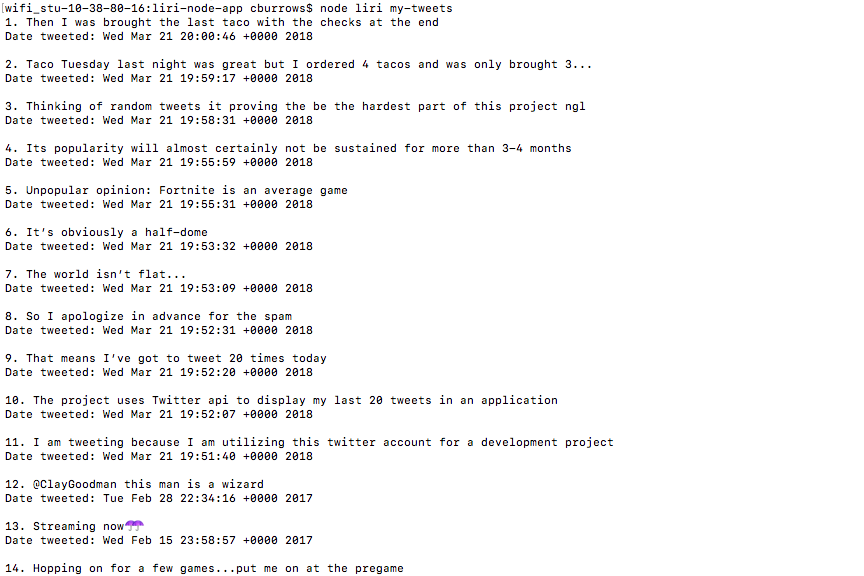 [wifi_stu-10-38-80-16:liri-node-app cburrows$ node liri my-tweets
1. Then I was brought the last taco with the checks at the end
Date tweeted: Wed Mar 21 20:00:46 +0000 2018
2. Taco Tuesday last night was great but I ordered 4 tacos and was only brought 3...
Date tweeted: Wed Mar 21 19:59:17 +0000 2018
3. Thinking of random tweets it proving the be the hardest part of this project ngl
Date tweeted: Wed Mar 21 19:58:31 +0000 2018
4. Its popularity will almost certainly not be sustained for more than 3-4 months
Date tweeted: Wed Mar 21 19:55:59 +0000 2018
5. Unpopular opinion: Fortnite is an average game
Date tweeted: Wed Mar 21 19:55:31 +0000 2018
6. It’s obviously a half-dome
Date tweeted: Wed Mar 21 19:53:32 +0000 2018
7. The world isn’t flat...
Date tweeted: Wed Mar 21 19:53:09 +0000 2018
8. So I apologize in advance for the spam
Date tweeted: Wed Mar 21 19:52:31 +0000 2018
9. That means I’ve got to tweet 20 times today
Date tweeted: Wed Mar 21 19:52:20 +0000 2018
10. The project uses Twitter api to display my last 20 tweets in an application
Date tweeted: Wed Mar 21 19:52:07 +0000 2018
11. I am tweeting because I am utilizing this twitter account for a development project
Date tweeted: Wed Mar 21 19:51:40 +0000 2018
12. @ClayGoodman this man is a wizard
Date tweeted: Tue Feb 28 22:34:16 +0000 2017
13. Streaming now☂️☂️
Date tweeted: Wed Feb 15 23:58:57 +0000 2017
14. Hopping on for a few games...put me on at the pregame